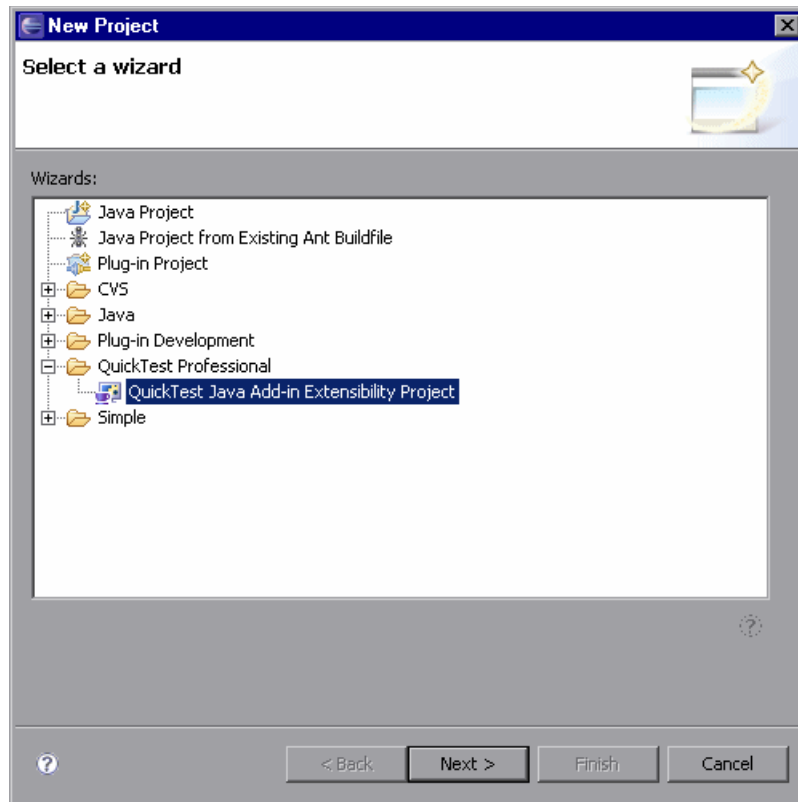 New Project
Select a wizard
Wizards:
Java Project
Java Project from Existing Ant Buildfile
Plug-in Project
CVS
Java
Plug-in Development
QuickTest Professional
QuickTest Java Add-in Extensibility Project
Simple
< Back Next > Finish Cancel